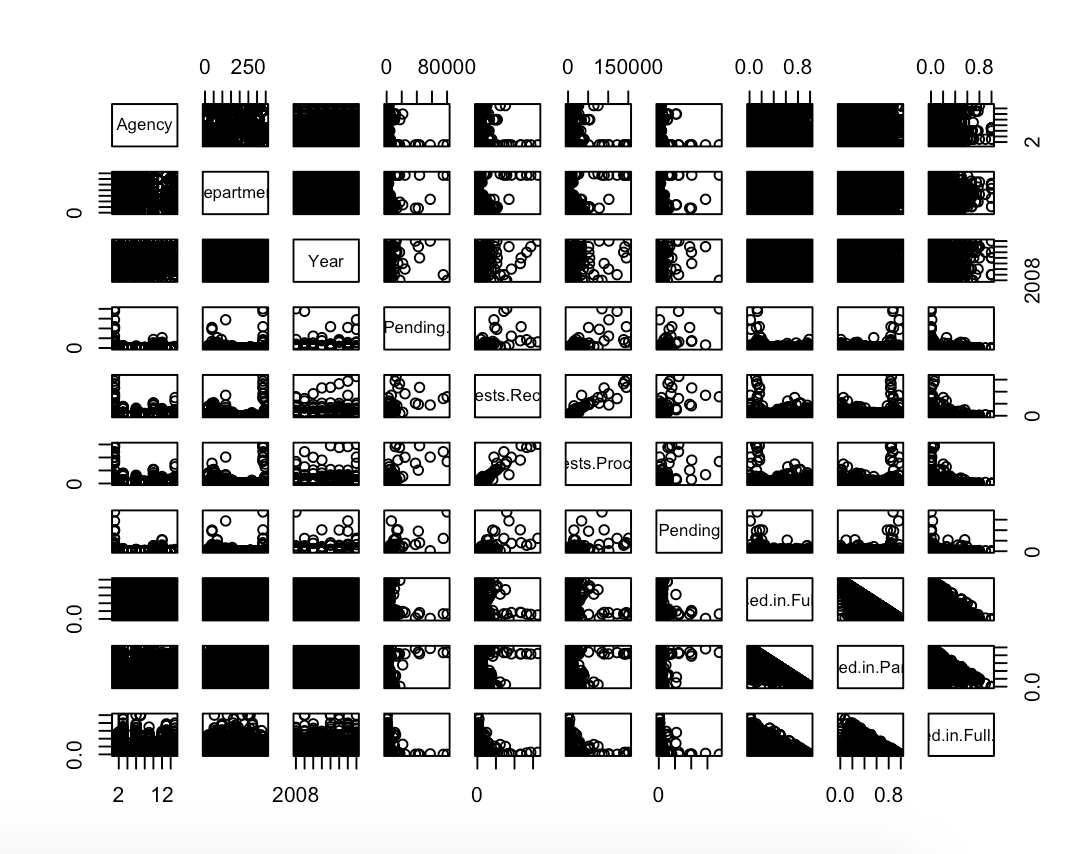 0 250 0 80000 0 150000 0.0 0.8 0.0 0.8
Agency
2
epartmen
0
Year
2008
Pending.
0
ests.Rec
0
ests.Proc
0
Pending
0
ed.in.Ful
0.0
ed.in.Par
0.0
ed.in.Full.
0.0
2 12 2008 0 0 0.0 0.8